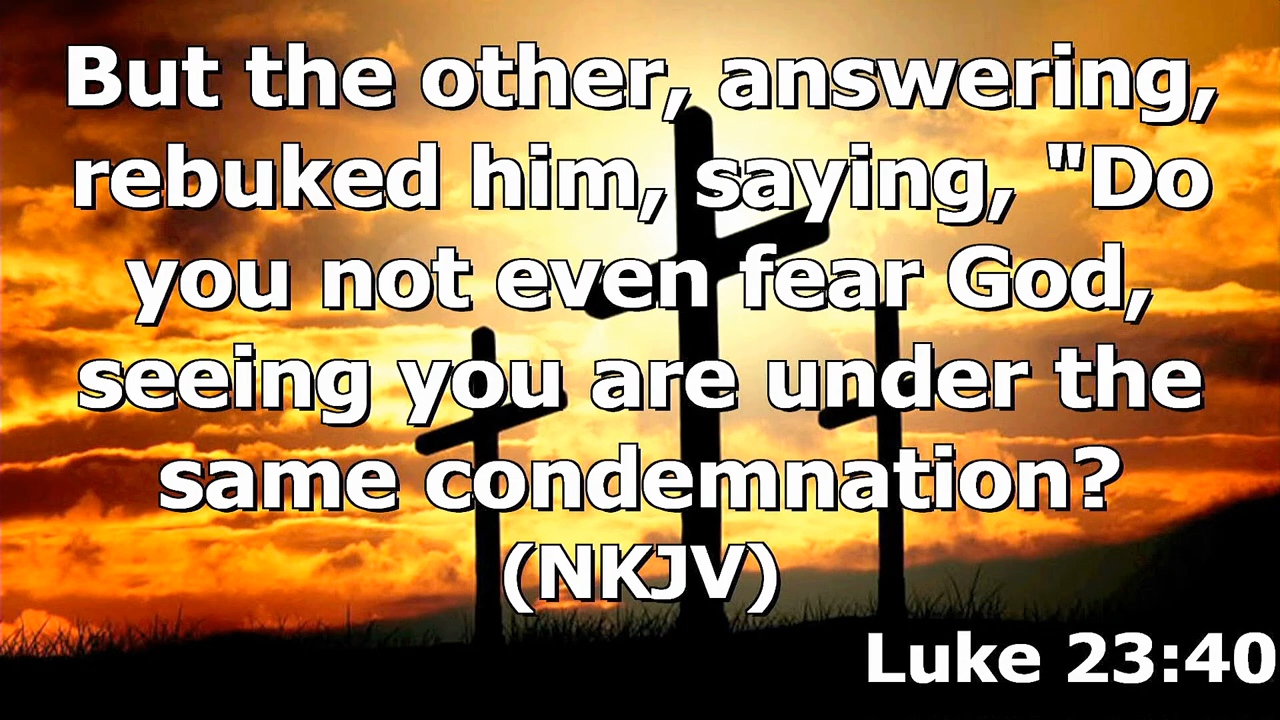 But the other, answering,
rebuked him, saying, "Do
you not even fear God,
seeing you are under the
same condemnation?
(NKJV)
Luke 23:40